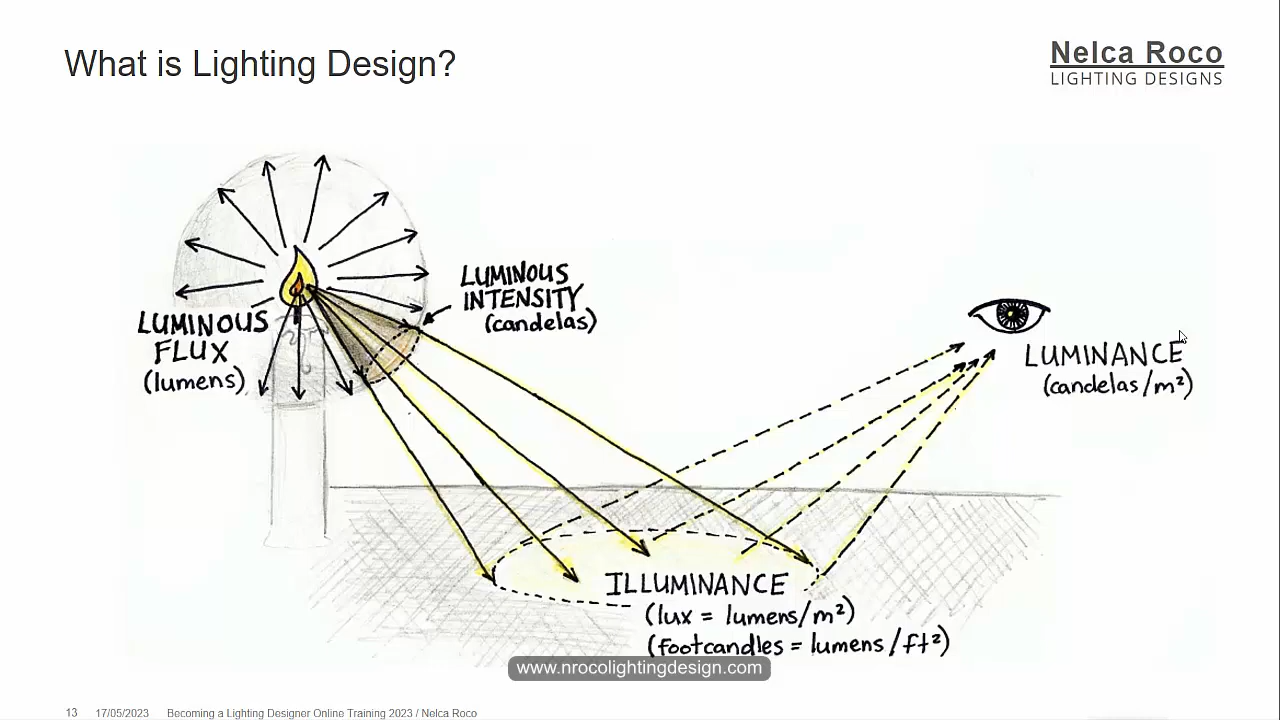 What is Lighting Design?
Nelca Roco
LIGHTING DESIGNS
LUMINOUS
INTENSITY
(candelas)
LUMINOUS
FLUX
(lumens)
LUMINANCE
(candelas/m²)
ILLUMINANCE
(lux = lumens/m²)
(footcandles = lumens/ft²)
www.nrocolightingdesign.com
13 17/05/2023 Becoming a Lighting Designer Online Training 2023 / Nelca Roco